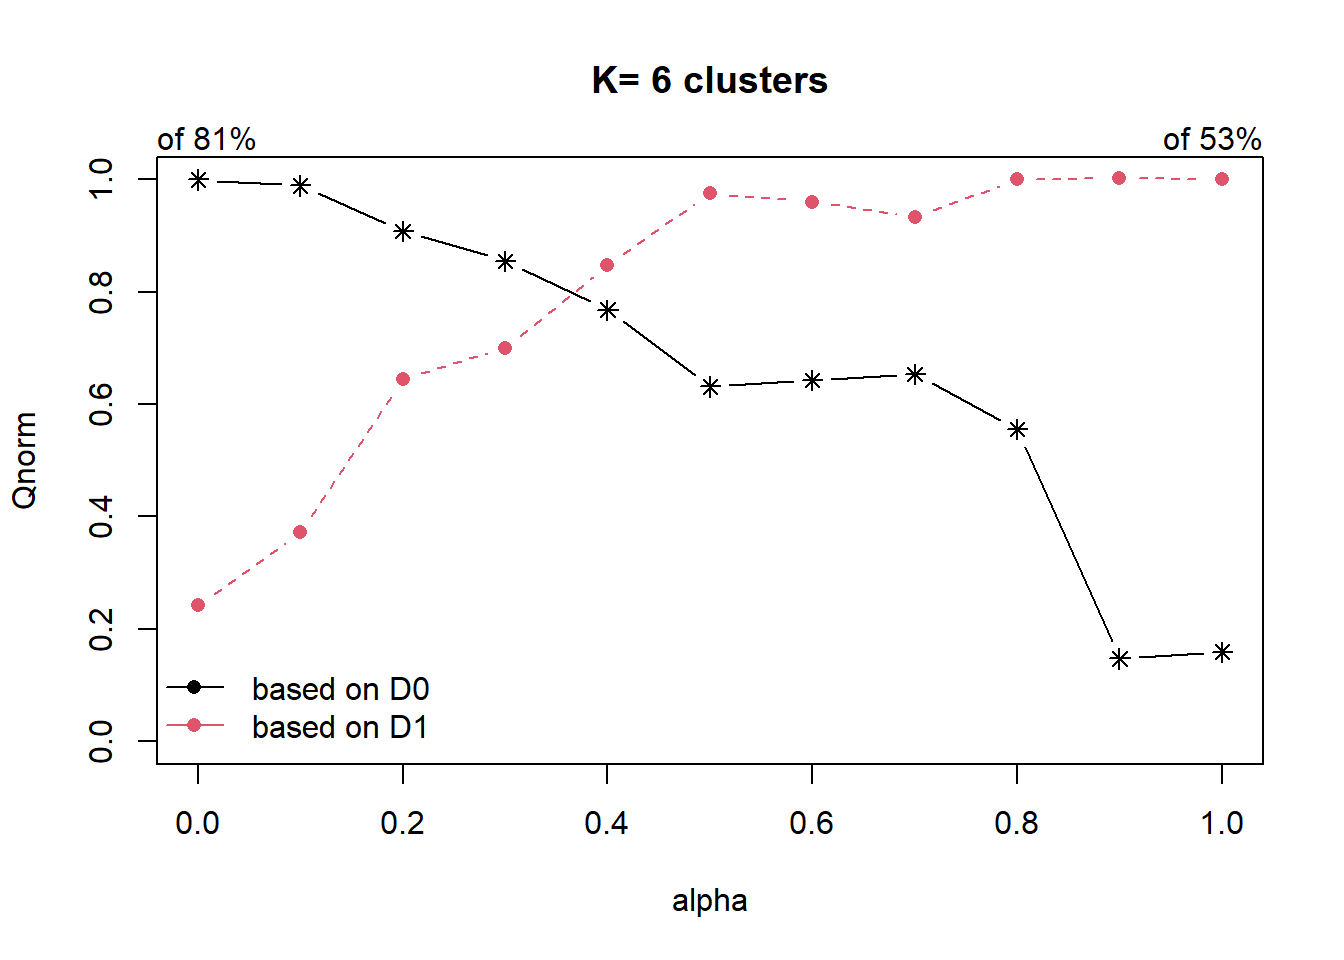 K= 6 clusters
of 81%
of 53%
Qnorm
1.0
0.8
0.6
0.4
0.2
0.0
based on D0
based on D1
0.0 0.2 0.4 0.6 0.8 1.0
alpha